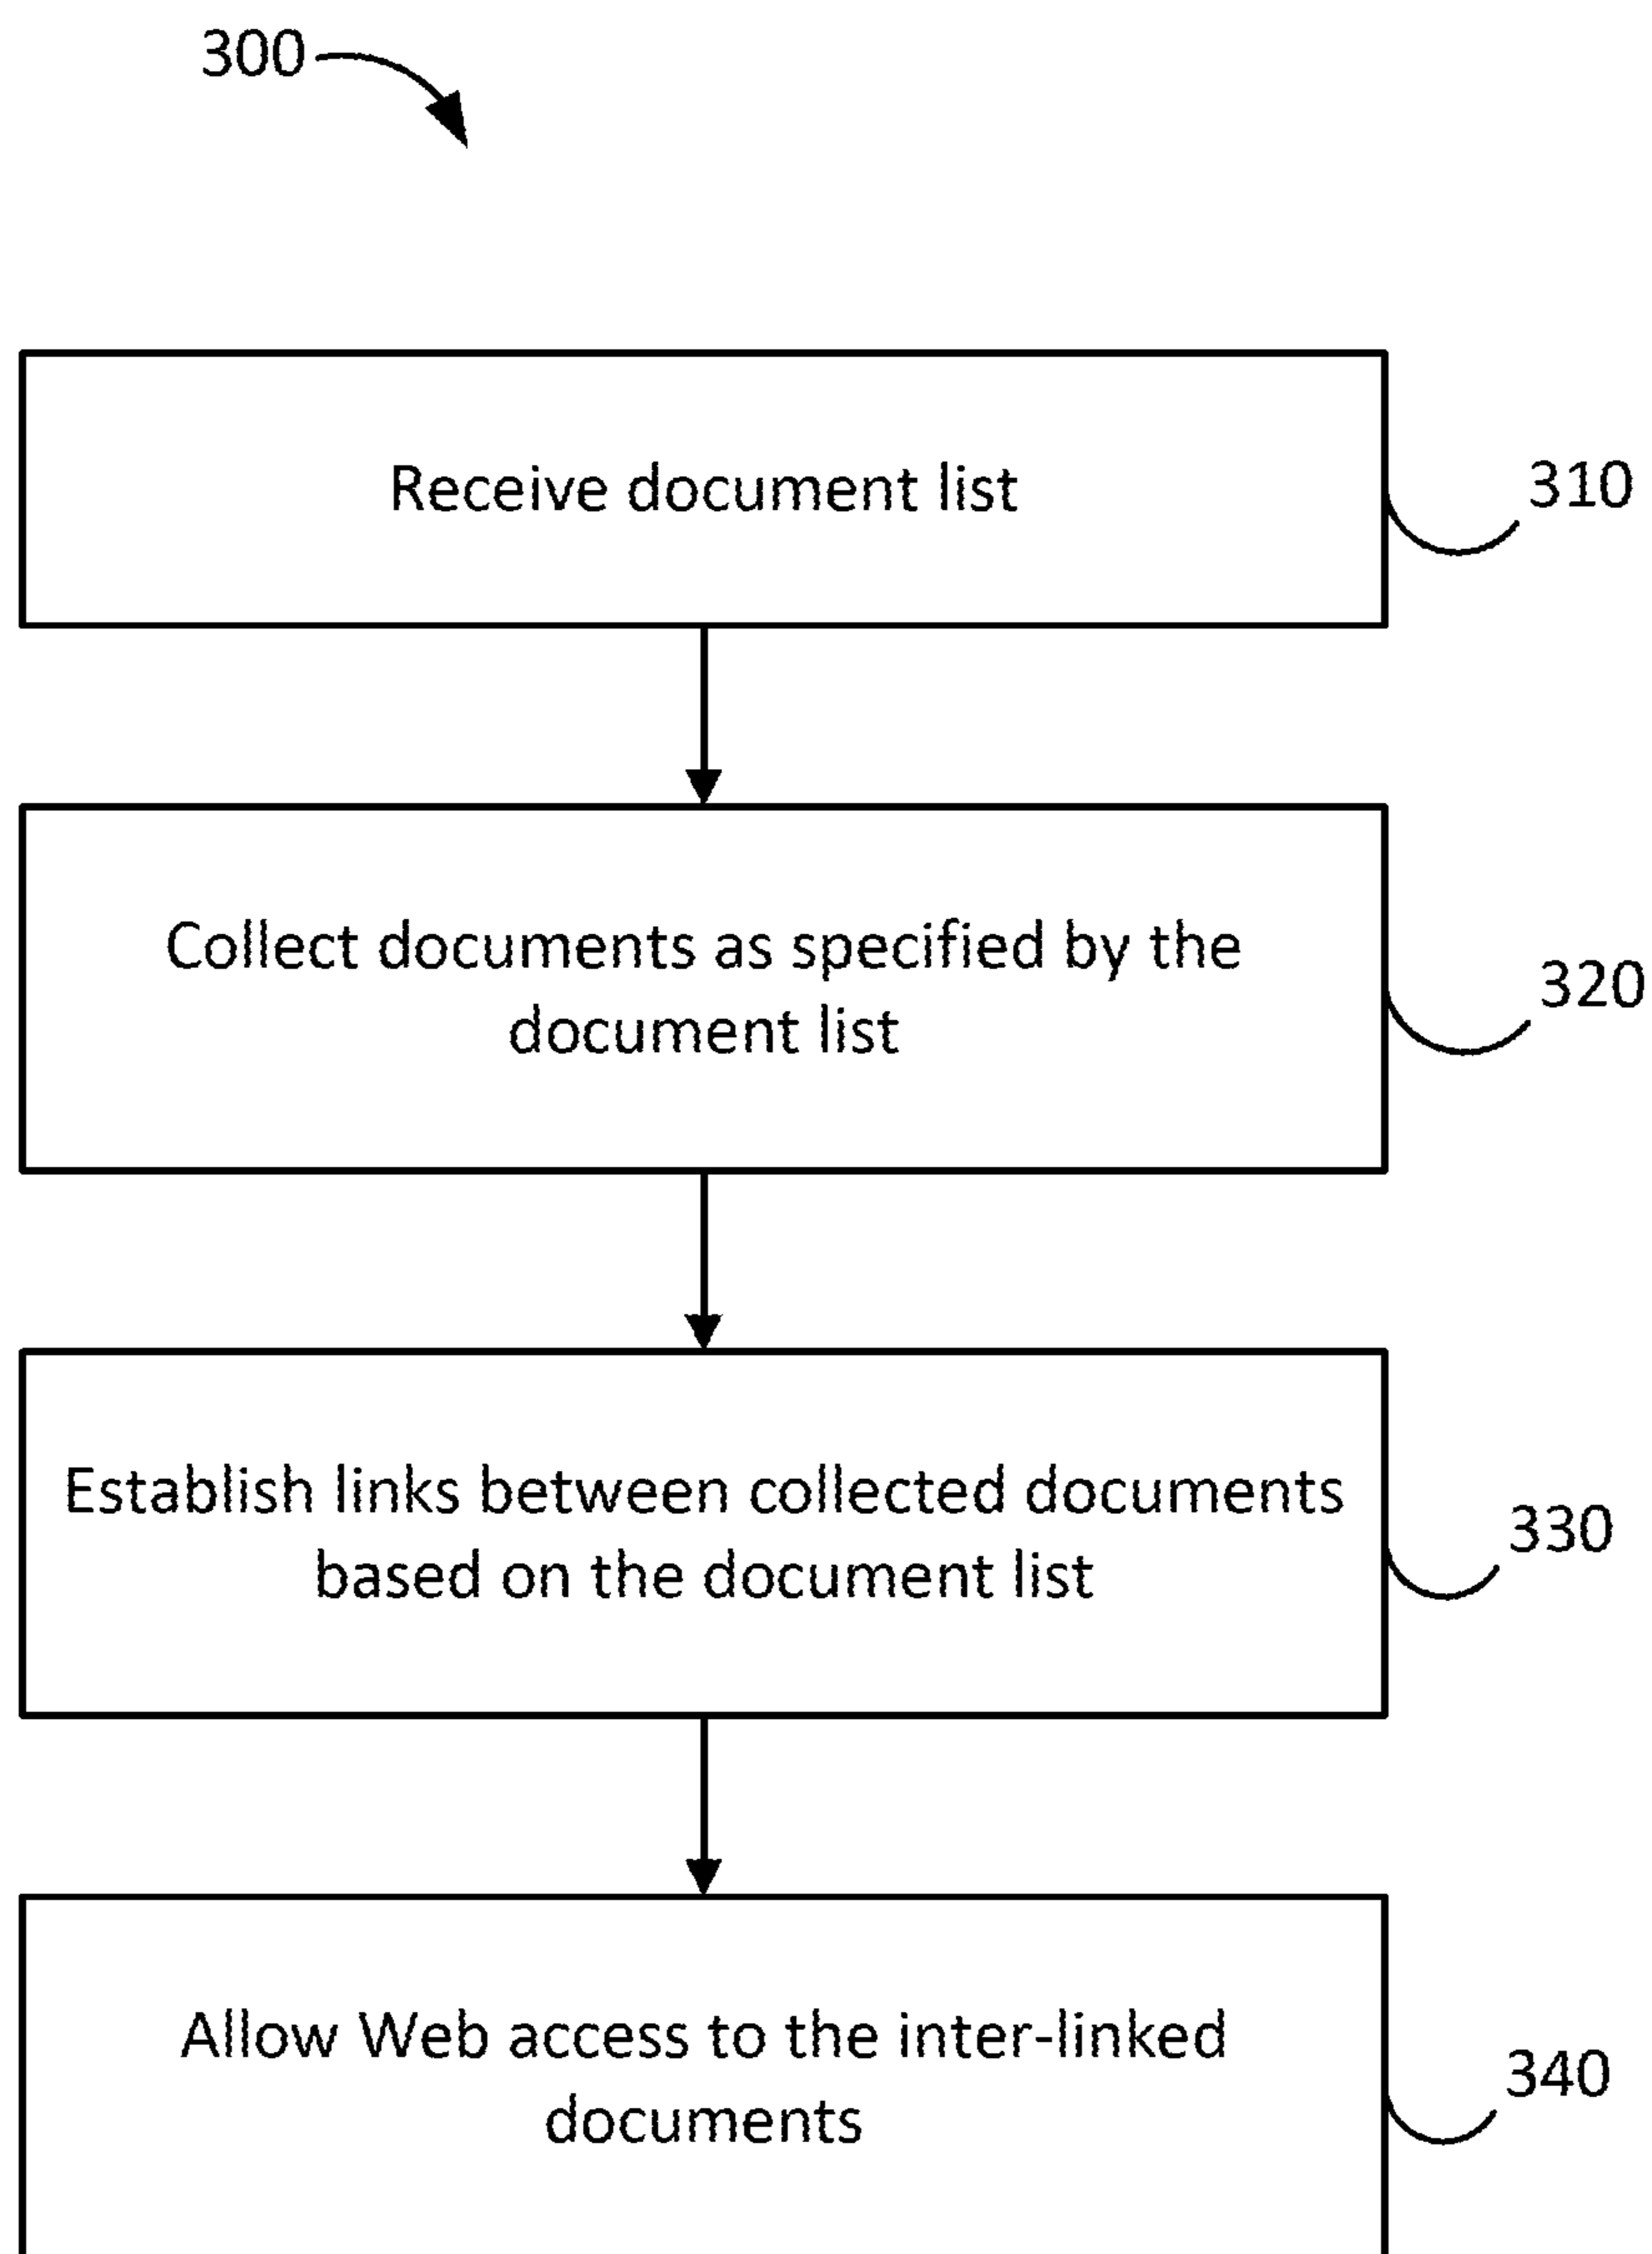 300
Receive document list
310
Collect documents as specified by the
document list
320
Establish links between collected documents
based on the document list
330
Allow Web access to the inter-linked
documents
340